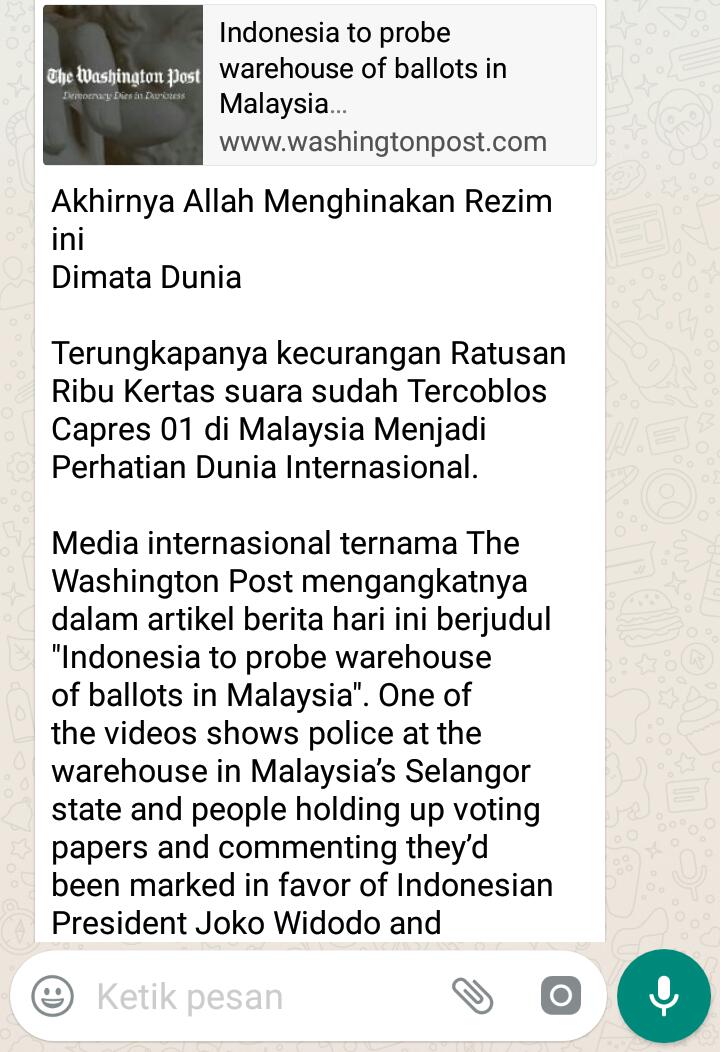 The Washington Post
Democracy Dies in Darkness
Indonesia to probe
warehouse of ballots in
Malaysia...
www.washingtonpost.com
Akhirnya Allah Menghinakan Rezim
ini
Dimata Dunia
Terungkapanya kecurangan Ratusan
Ribu Kertas suara sudah Tercoblos
Capres 01 di Malaysia Menjadi
Perhatian Dunia Internasional.
Media internasional ternama The
Washington Post mengangkatnya
dalam artikel berita hari ini berjudul
"Indonesia to probe warehouse
of ballots in Malaysia". One of
the videos shows police at the
warehouse in Malaysia’s Selangor
state and people holding up voting
papers and commenting they’d
been marked in favor of Indonesian
President Joko Widodo and
Ketik pesan